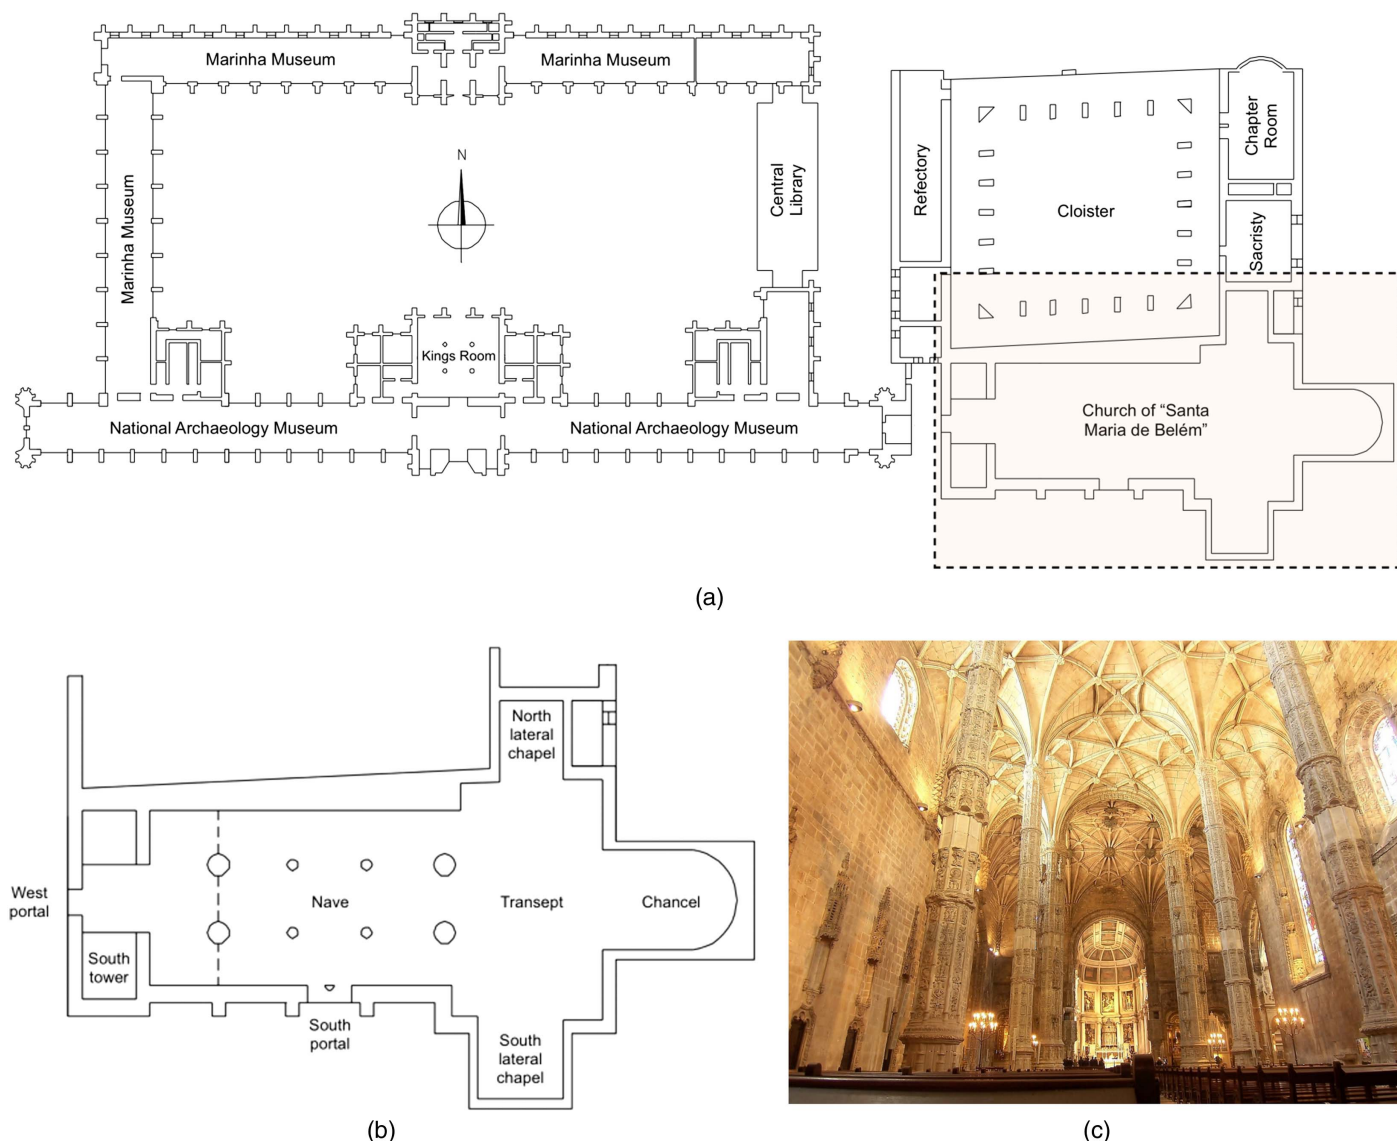 Marinha Museum
Marinha Museum
Marinha Museum
N
Central
Library
Refectory
Cloister
Chapter
Room
Sacristy
Kings Room
National Archaeology Museum
National Archaeology Museum
Church of “Santa
Maria de Belém”
(a)
North
lateral
chapel
West
portal
Nave
Transept
Chancel
South
tower
South
portal
South
lateral
chapel
(b)
(c)